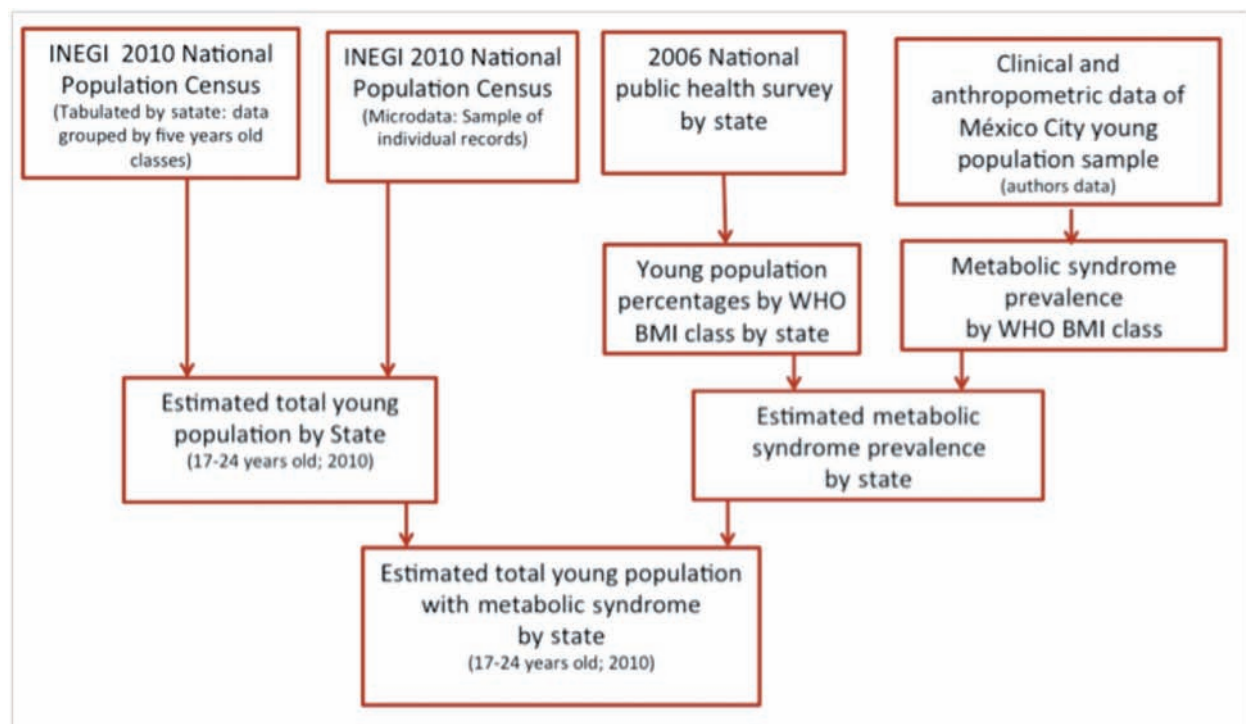 INEGI 2010 National
Population Census
(Tabulated by satate: data
grouped by five years old
classes)
INEGI 2010 National
Population Census
(Microdata: Sample of
individual records)
2006 National
public health survey
by state
Clinical and
anthropometric data of
México City young
population sample
(authors data)
Young population
percentages by WHO
BMI class by state
Metabolic syndrome
prevalence
by WHO BMI class
Estimated total young
population by State
(17-24 years old; 2010)
Estimated metabolic
syndrome prevalence
by state
Estimated total young population
with metabolic syndrome
by state
(17-24 years old; 2010)